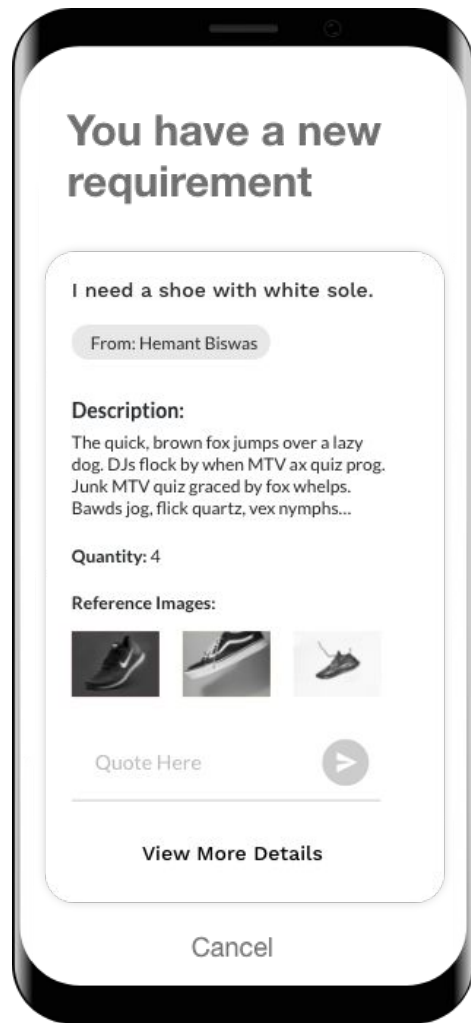 You have a new
requirement
I need a shoe with white sole.
From: Hemant Biswas
Description:
The quick, brown fox jumps over a lazy
dog. DJs flock by when MTV ax quiz prog.
Junk MTV quiz graced by fox whelps.
Bawds jog, flick quartz, vex nymphs...
Quantity: 4
Reference Images:
Quote Here
View More Details
Cancel